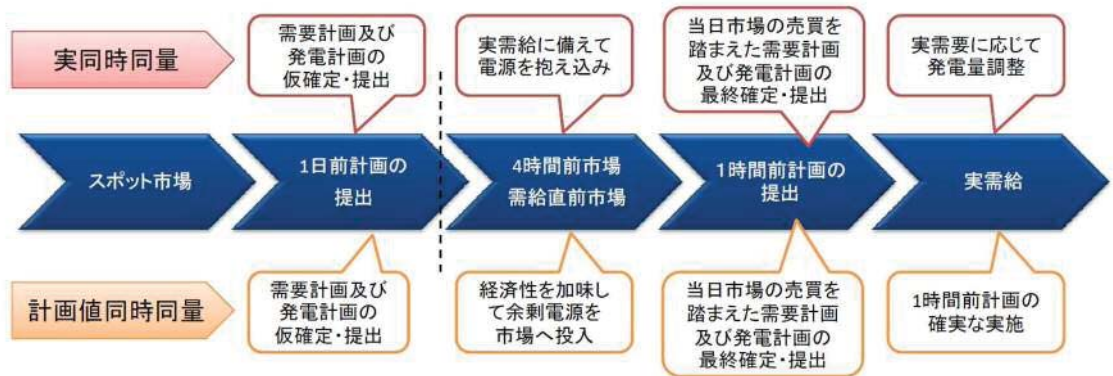 実同時同量
需要計画及び
発電計画の
仮確定・提出
実需給に備えて
電源を抱え込み
当日市場の売買を
踏まえた需要計画
及び発電計画の
最終確定・提出
実需要に応じて
発電量調整
スポット市場
1日前計画の
提出
4時間前市場
需給直前市場
1時間前計画の
提出
実需給
計画値同時同量
需要計画及び
発電計画の
仮確定・提出
経済性を加味し
て余剰電源を
市場へ投入
当日市場の売買を
踏まえた需要計画
及び発電計画の
最終確定・提出
1時間前計画の
確実な実施